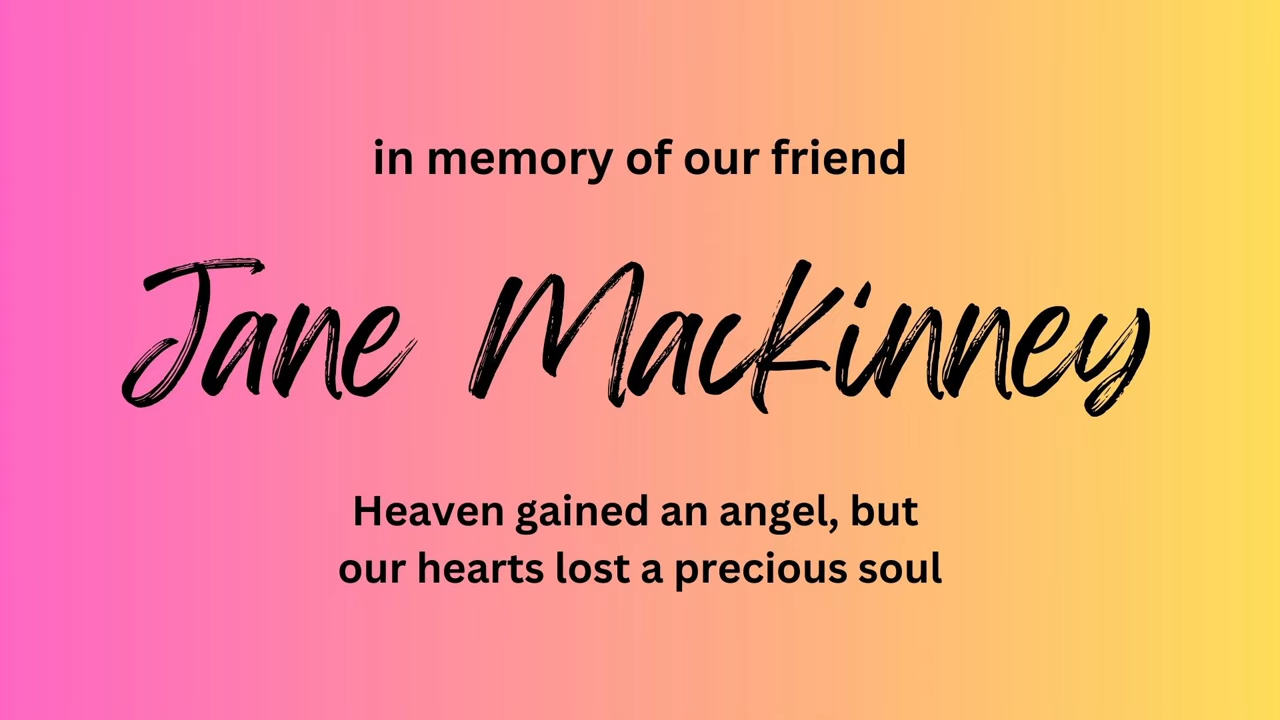 in memory of our friend
Jane Mackinney
Heaven gained an angel, but
our hearts lost a precious soul